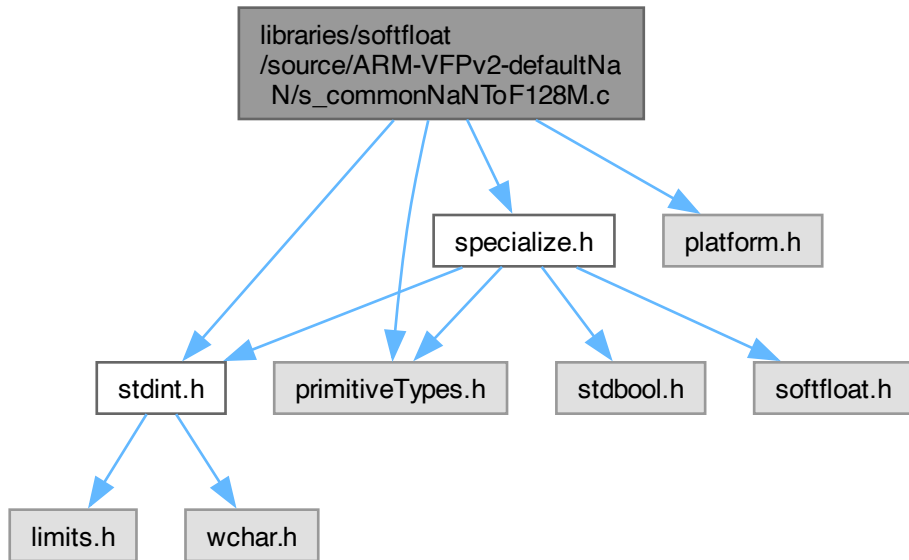 libraries/softfloat
/source/ARM-VFPv2-defaultNa
N/s_commonNaNToF128M.c
specialize.h
platform.h
stdint.h
primitiveTypes.h
stdbool.h
softfloat.h
limits.h
wchar.h